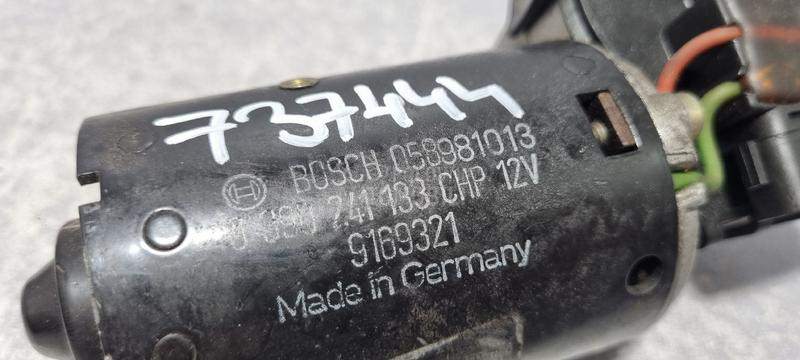 737444
BOSCH 058981013
0 390 241 133 CHP 12V
9169321
Made in Germany